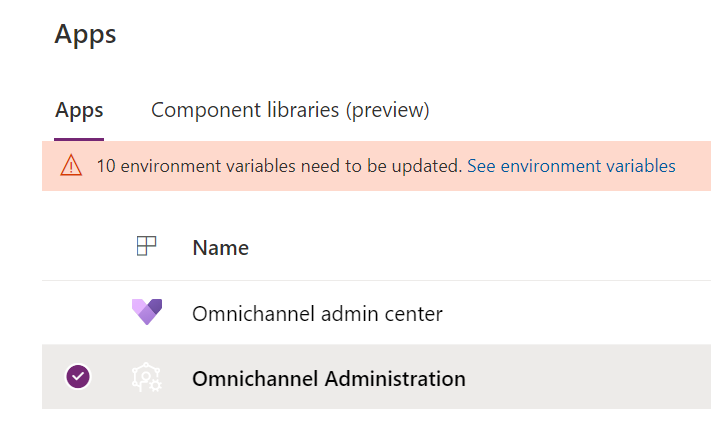 Apps
Apps Component libraries (preview)
10 environment variables need to be updated. See environment variables
Name
Omnichannel admin center
Omnichannel Administration